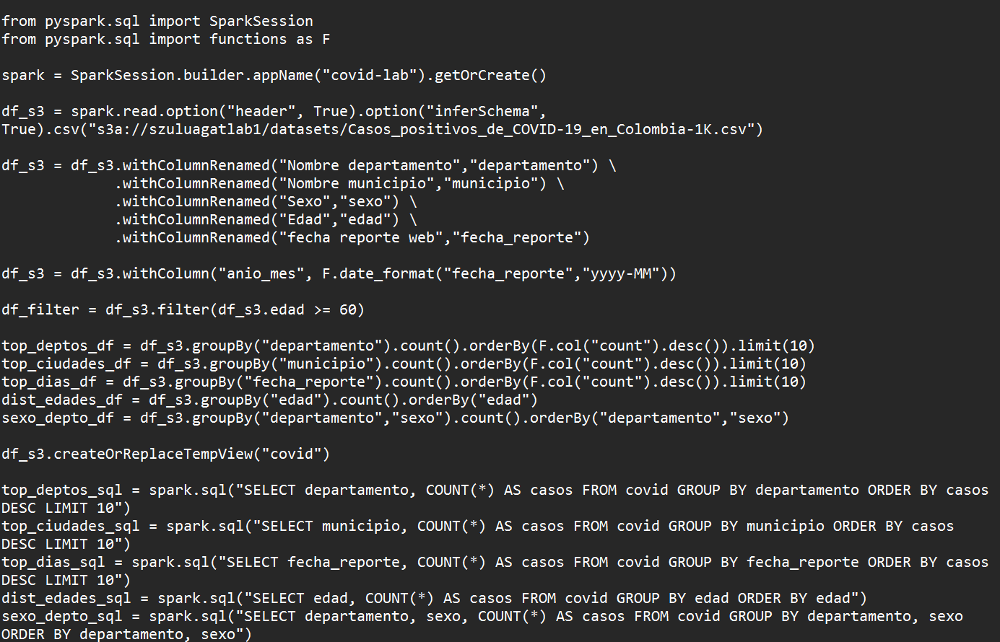 from pyspark.sql import SparkSession
from pyspark.sql import functions as F
spark = SparkSession.builder.appName("covid-lab").getOrCreate()
df_s3 = spark.read.option("header", True).option("inferSchema",
True).csv("s3a://szuluagatlab1/datasets/Casos_positivos_de_COVID-19_en_Colombia-1K.csv")
df_s3 = df_s3.withColumnRenamed("Nombre departamento","departamento") \
.withColumnRenamed("Nombre municipio","municipio") \
.withColumnRenamed("Sexo","sexo") \
.withColumnRenamed("Edad","edad") \
.withColumnRenamed("fecha reporte web","fecha_reporte")
df_s3 = df_s3.withColumn("anio_mes", F.date_format("fecha_reporte","yyyy-MM"))
df_filter = df_s3.filter(df_s3.edad >= 60)
top_deptos_df = df_s3.groupBy("departamento").count().orderBy(F.col("count").desc()).limit(10)
top_ciudades_df = df_s3.groupBy("municipio").count().orderBy(F.col("count").desc()).limit(10)
top_dias_df = df_s3.groupBy("fecha_reporte").count().orderBy(F.col("count").desc()).limit(10)
dist_edades_df = df_s3.groupBy("edad").count().orderBy("edad")
sexo_depto_df = df_s3.groupBy("departamento","sexo").count().orderBy("departamento","sexo")
df_s3.createOrReplaceTempView("covid")
top_deptos_sql = spark.sql("SELECT departamento, COUNT(*) AS casos FROM covid GROUP BY departamento ORDER BY casos
DESC LIMIT 10")
top_ciudades_sql = spark.sql("SELECT municipio, COUNT(*) AS casos FROM covid GROUP BY municipio ORDER BY casos
DESC LIMIT 10")
top_dias_sql = spark.sql("SELECT fecha_reporte, COUNT(*) AS casos FROM covid GROUP BY fecha_reporte ORDER BY casos
DESC LIMIT 10")
dist_edades_sql = spark.sql("SELECT edad, COUNT(*) AS casos FROM covid GROUP BY edad ORDER BY edad")
sexo_depto_sql = spark.sql("SELECT departamento, sexo, COUNT(*) AS casos FROM covid GROUP BY departamento, sexo
ORDER BY departamento, sexo")